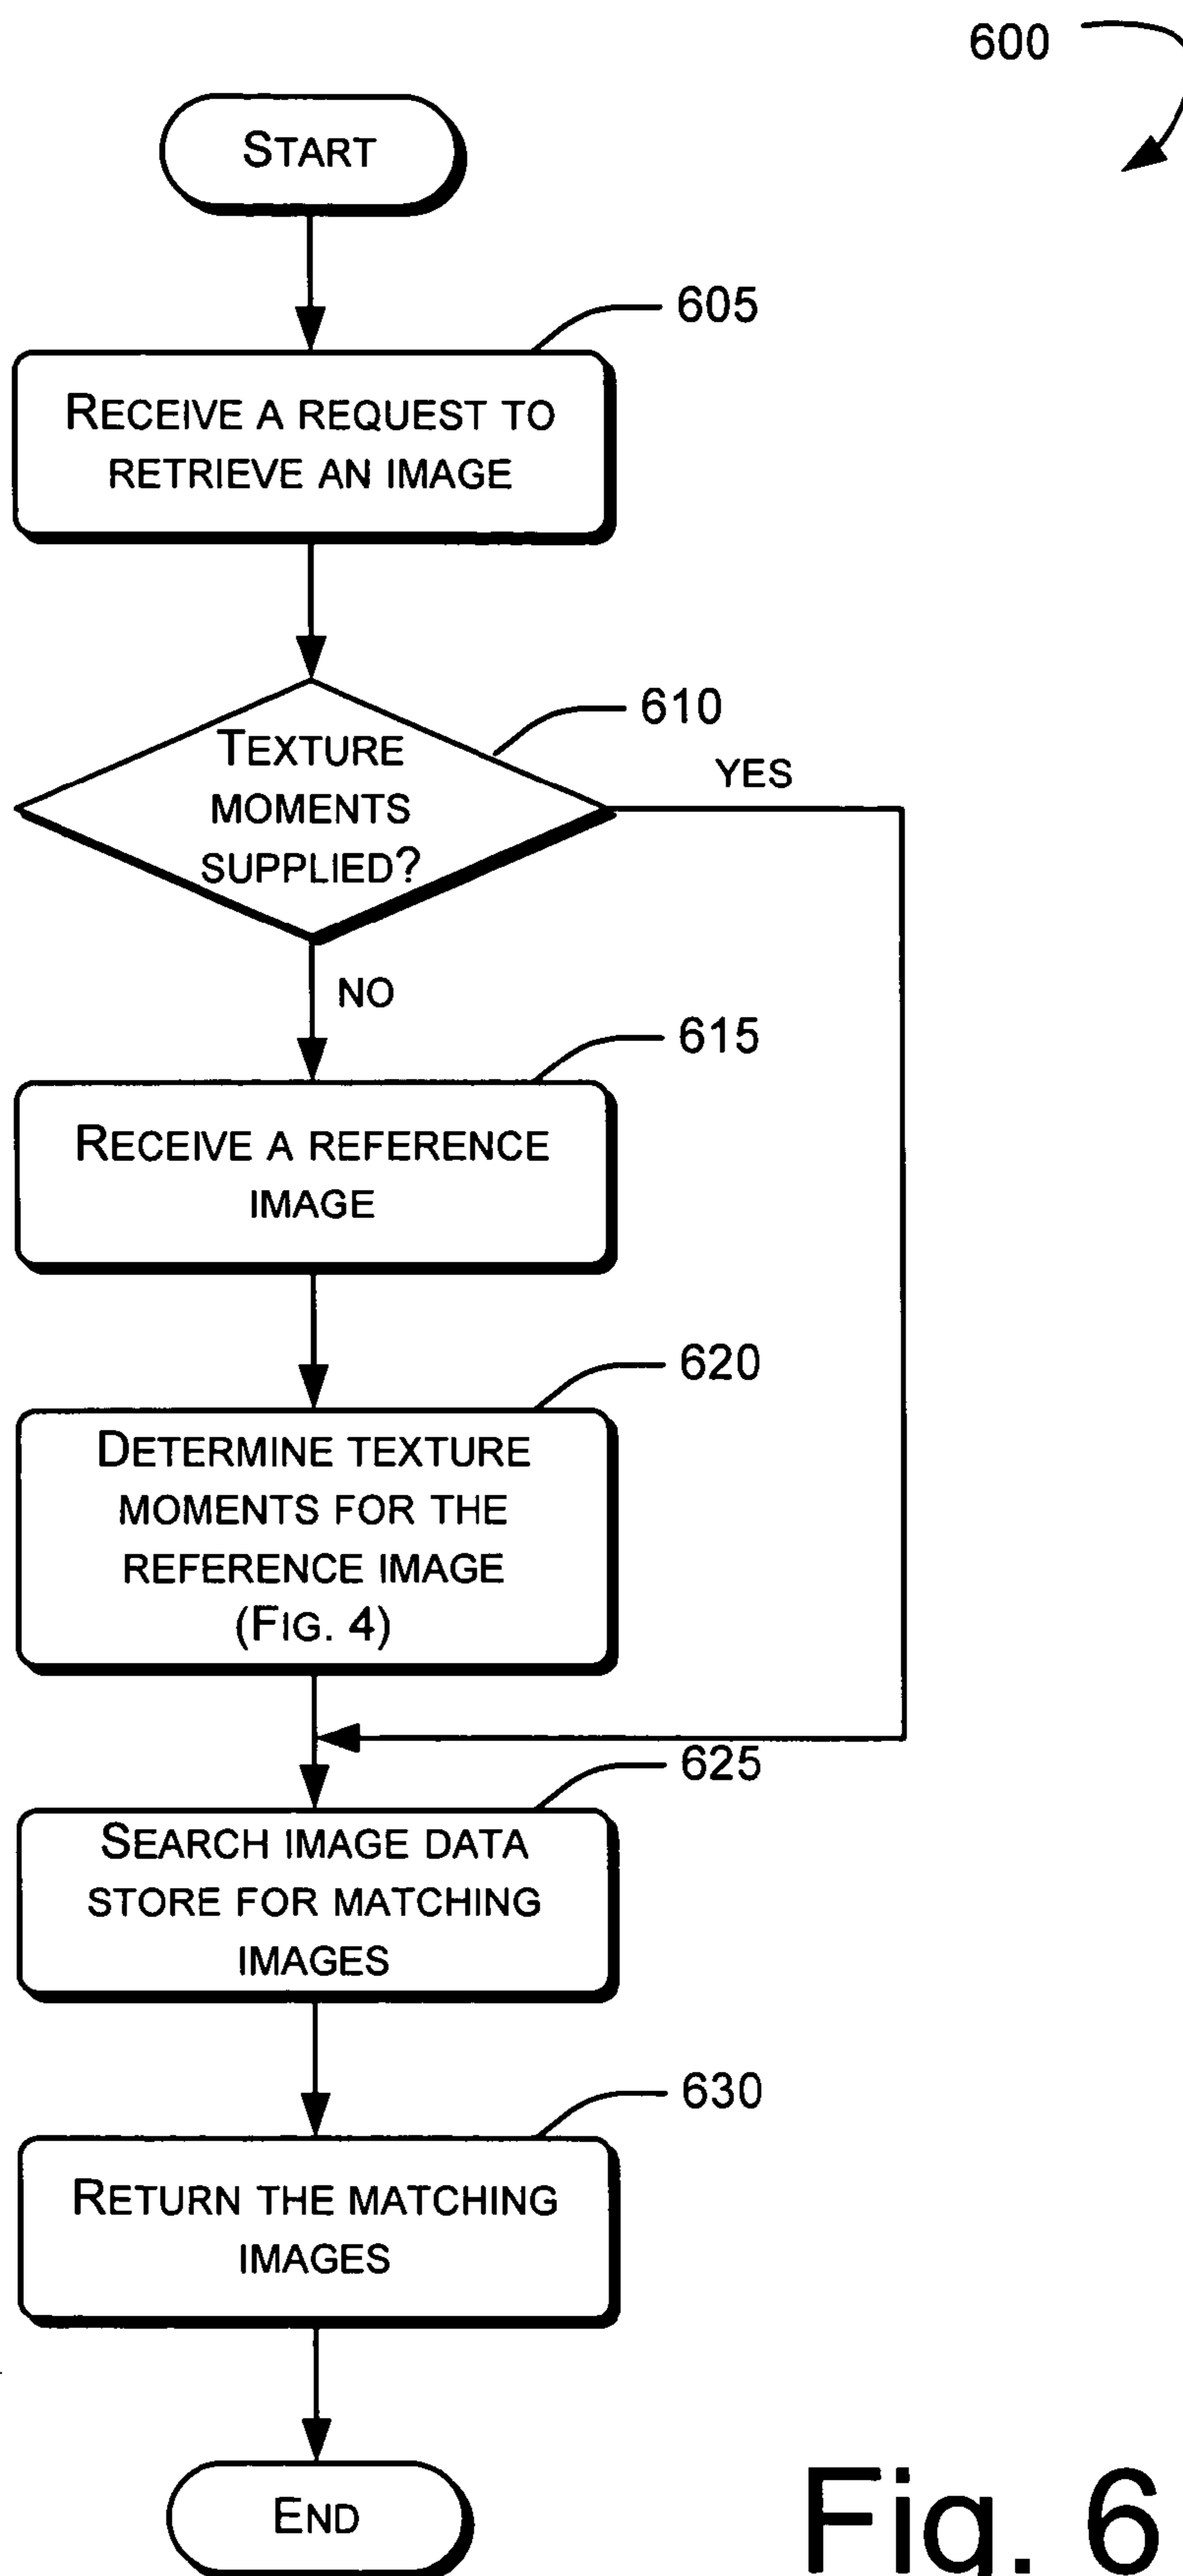 600
START
605
RECEIVE A REQUEST TO
RETRIEVE AN IMAGE
610
TEXTURE
MOMENTS
SUPPLIED?
YES
NO
615
RECEIVE A REFERENCE
IMAGE
620
DETERMINE TEXTURE
MOMENTS FOR THE
REFERENCE IMAGE
(FIG. 4)
625
SEARCH IMAGE DATA
STORE FOR MATCHING
IMAGES
630
RETURN THE MATCHING
IMAGES
END
Fig. 6